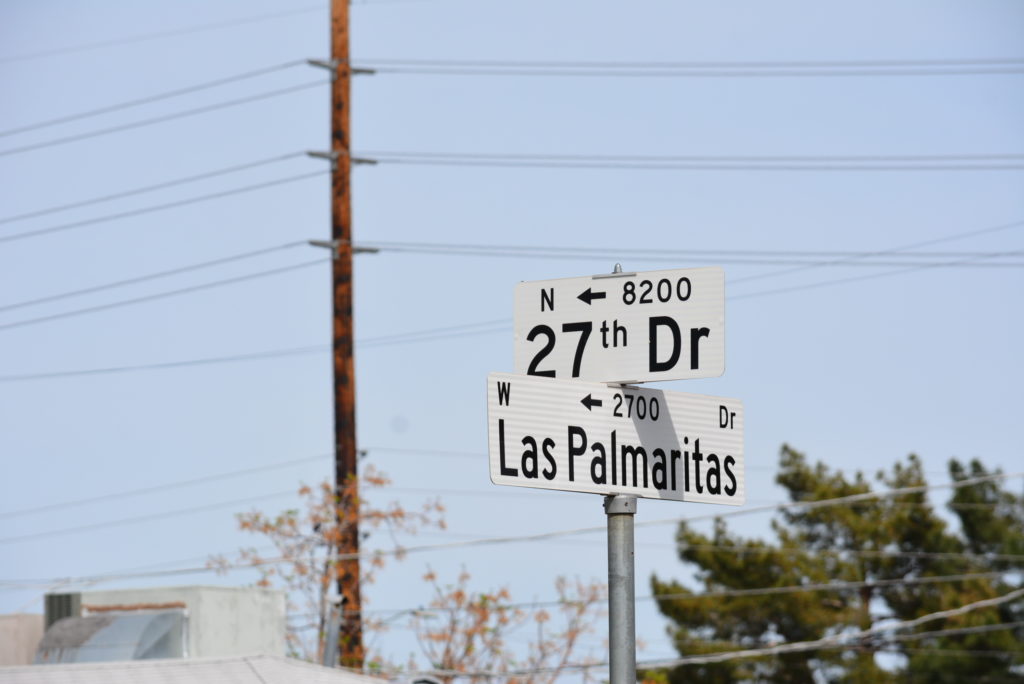 N ← 8200
27th Dr
W ← 2700 Dr
Las Palmaritas